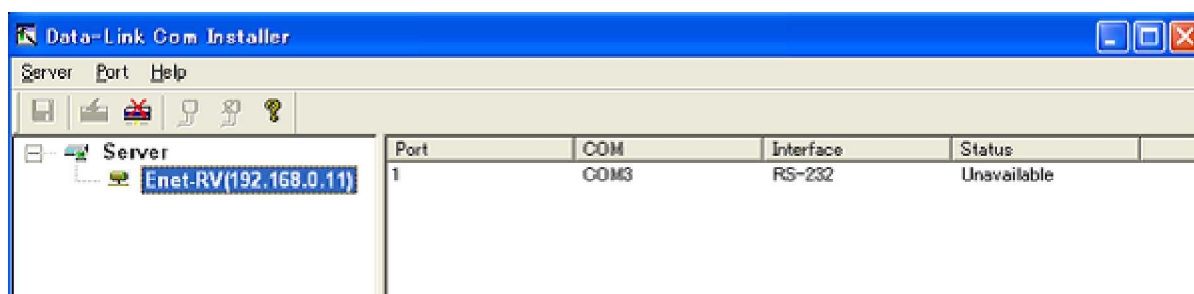 Data-Link Com Installer
Server Port Help
Server
Enet-RV(192.168.0.11)
Port COM Interface Status
1 COM3 RS-232 Unavailable